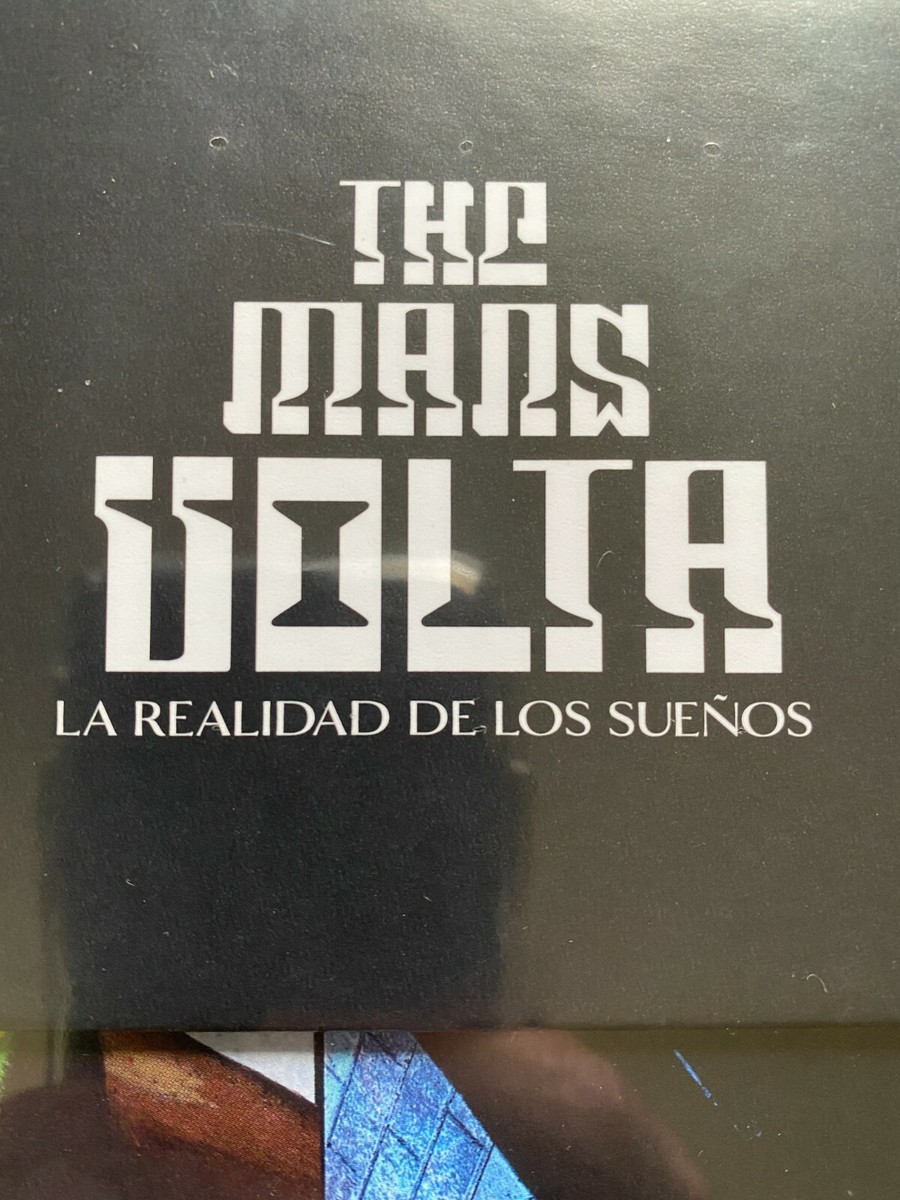 THE
MARS
VOLTA
LA REALIDAD DE LOS SUEÑOS